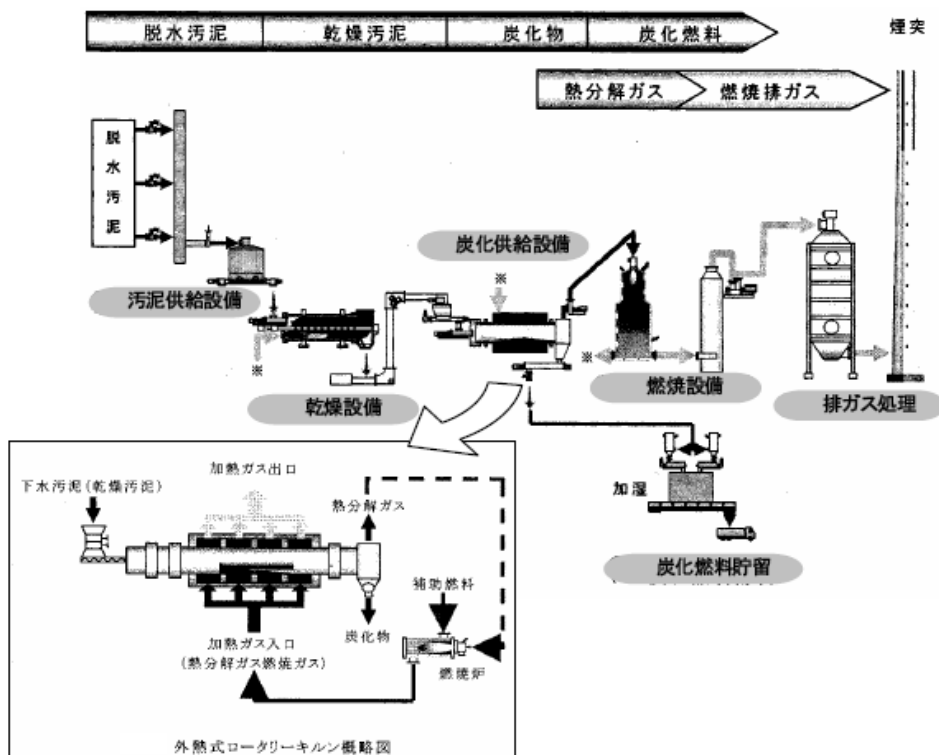 脱水汚泥
乾燥汚泥
炭化物
炭化燃料
煙突
熱分解ガス
燃焼排ガス
脱水汚泥
炭化供給設備
※
汚泥供給設備
※
※
乾燥設備
燃焼設備
排ガス処理
加熱ガス出口
下水汚泥(乾燥汚泥)
熱分解ガス
加湿
炭化燃料貯留
補助燃料
炭化物
加熱ガス入口
(熱分解ガス燃焼ガス)
燃焼炉
外熱式ロータリーキルン概略図